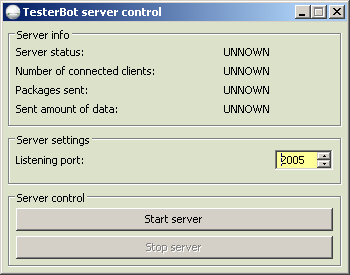 TesterBot server control
Server info
Server status: UNNOWN
Number of connected clients: UNNOWN
Packages sent: UNNOWN
Sent amount of data: UNNOWN
Server settings
Listening port: 2005
Server control
Start server
Stop server